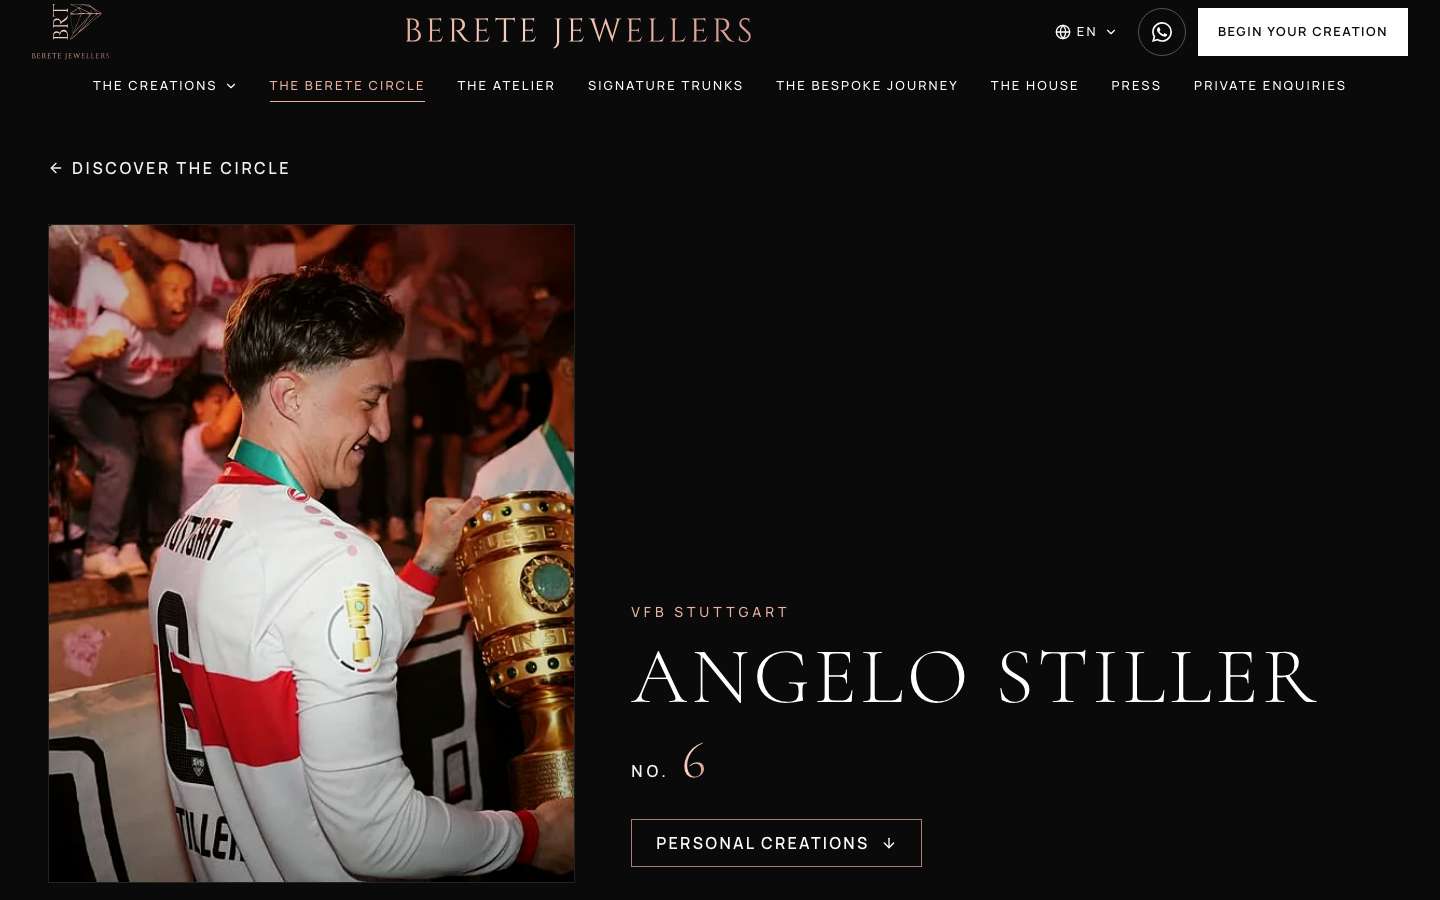 BRT
BERETE JEWELLERS
BERETE JEWELLERS
EN
BEGIN YOUR CREATION
THE CREATIONS
THE BERETE CIRCLE
THE ATELIER
SIGNATURE TRUNKS
THE BESPOKE JOURNEY
THE HOUSE
PRESS
PRIVATE ENQUIRIES
← DISCOVER THE CIRCLE
6
VFB STUTTGART
ANGELO STILLER
NO. 6
PERSONAL CREATIONS ↓